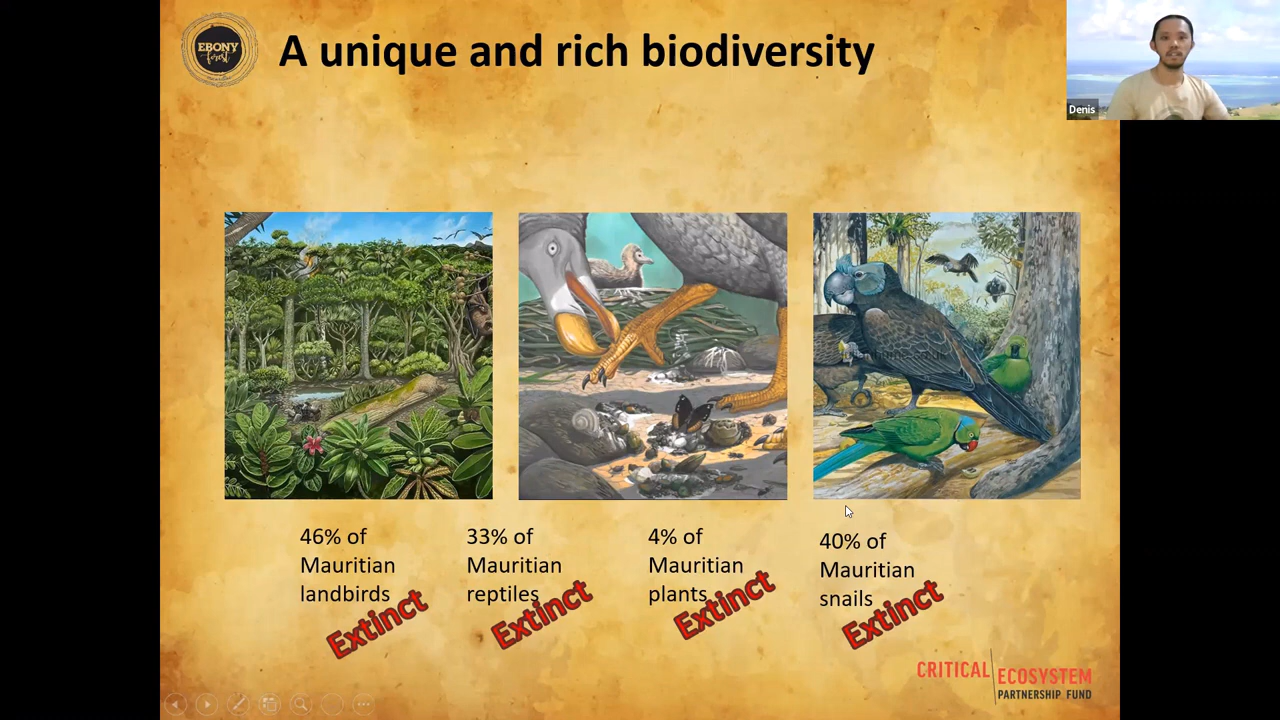 EBONY
forest
A unique and rich biodiversity
Denis
46% of
Mauritian
landbirds
Extinct
33% of
Mauritian
reptiles
Extinct
4% of
Mauritian
plants
Extinct
40% of
Mauritian
snails
Extinct
CRITICAL ECOSYSTEM
PARTNERSHIP FUND